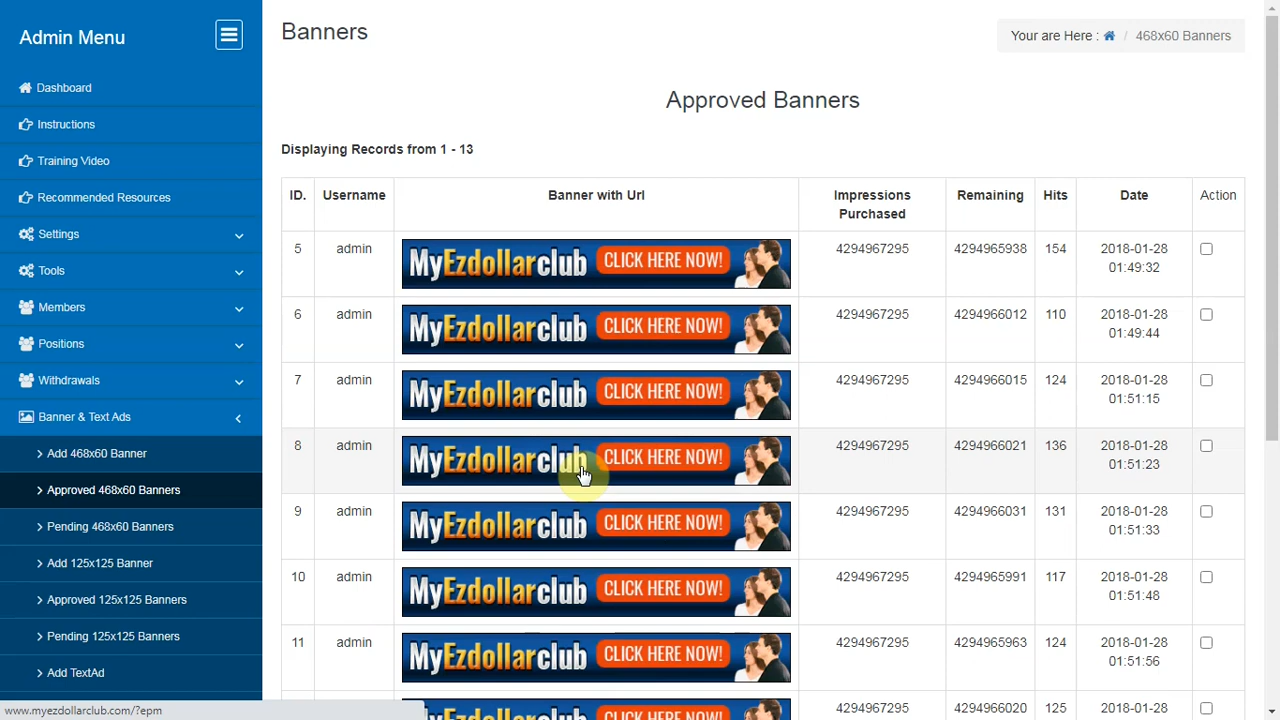 Admin Menu
Dashboard
Instructions
Training Video
Recommended Resources
Settings
Tools
Members
Positions
Withdrawals
Banner & Text Ads
Add 468x60 Banner
Approved 468x60 Banners
Pending 468x60 Banners
Add 125x125 Banner
Approved 125x125 Banners
Pending 125x125 Banners
Add TextAd
www.myezdollarclub.com/?epm
Banners
Your are Here : / 468x60 Banners
Approved Banners
Displaying Records from 1 - 13
ID. Username Banner with Url Impressions Purchased Remaining Hits Date Action
5 admin MyEzdollarclub CLICK HERE NOW! 4294967295 4294965938 154 2018-01-28 01:49:32
6 admin MyEzdollarclub CLICK HERE NOW! 4294967295 4294966012 110 2018-01-28 01:49:44
7 admin MyEzdollarclub CLICK HERE NOW! 4294967295 4294966015 124 2018-01-28 01:51:15
8 admin MyEzdollarclub CLICK HERE NOW! 4294967295 4294966021 136 2018-01-28 01:51:23
9 admin MyEzdollarclub CLICK HERE NOW! 4294967295 4294966031 131 2018-01-28 01:51:33
10 admin MyEzdollarclub CLICK HERE NOW! 4294967295 4294965991 117 2018-01-28 01:51:48
11 admin MyEzdollarclub CLICK HERE NOW! 4294967295 4294965963 124 2018-01-28 01:51:56
admin MyEzdollarclub CLICK HERE NOW! 4294967295 4294966020 125 2018-01-28